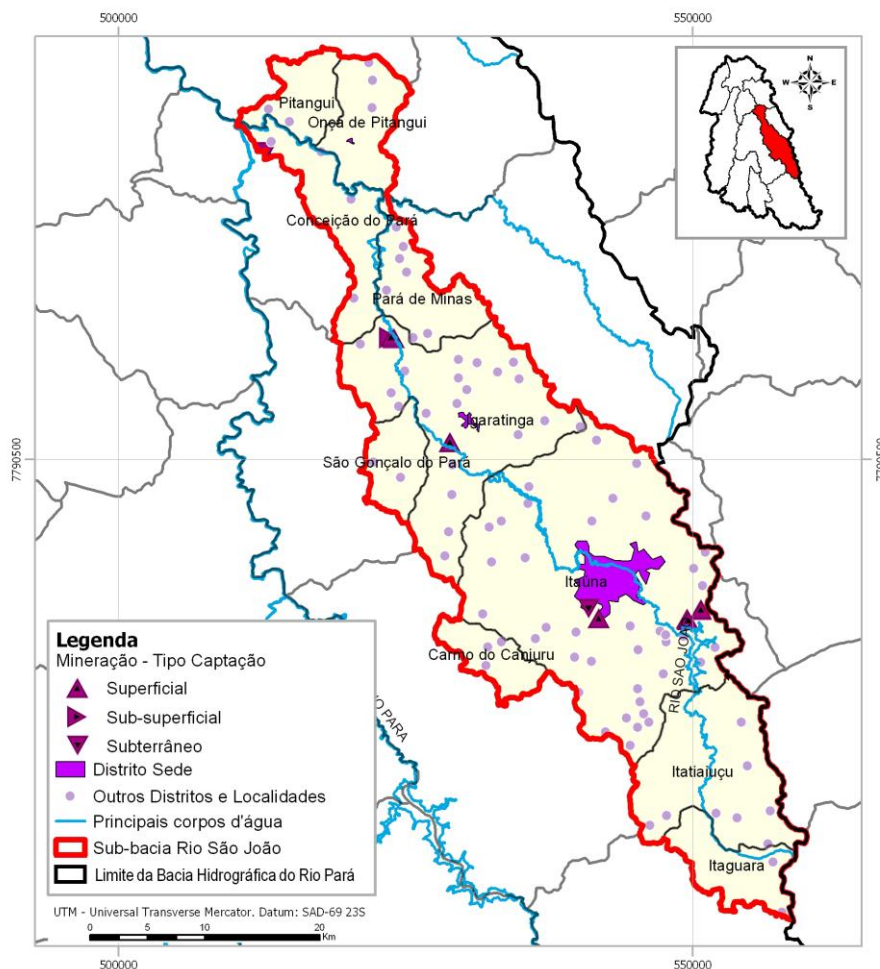 500000
550000
N
W
E
S
Pitangui
Onça de Pitangui
Conceição do Pará
Pará de Minas
Igaratinga
7790500
7790500
São Gonçalo do Pará
Itaúna
Carmo do Cajuru
RIO SÃO JOÃO
Itatiaiuçu
Itaguara
PARÁ
Legenda
Mineração - Tipo Captação
Superficial
Sub-superficial
Subterrâneo
Distrito Sede
Outros Distritos e Localidades
Principais corpos d'água
Sub-bacia Rio São João
Limite da Bacia Hidrográfica do Rio Pará
UTM - Universal Transverse Mercator. Datum: SAD-69 23S
0 5 10 20
Km
500000
550000